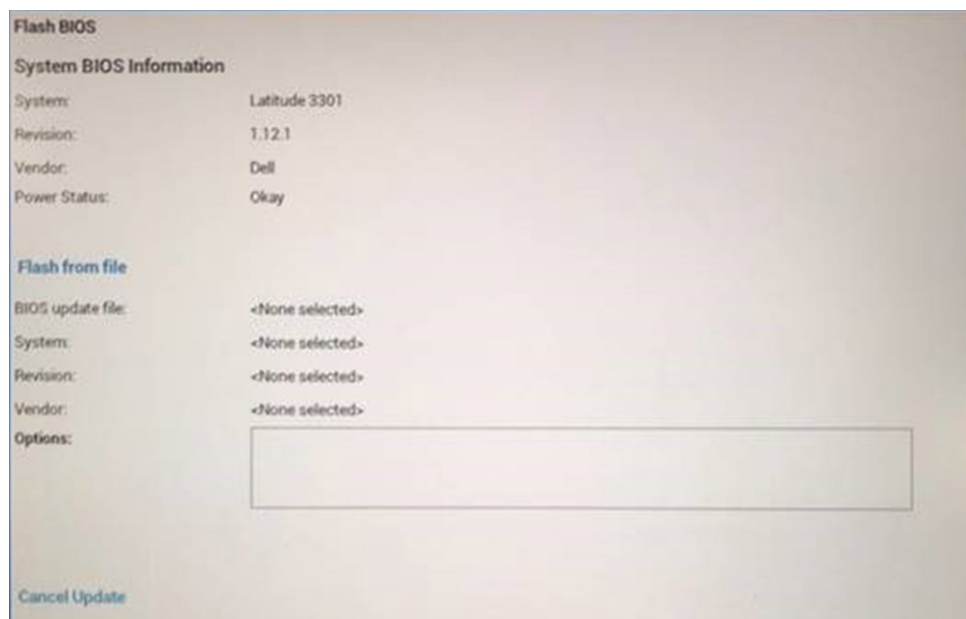 Flash BIOS
System BIOS Information
System: Latitude 3301
Revision: 1.12.1
Vendor: Dell
Power Status: Okay
Flash from file
BIOS update file: <None selected>
System: <None selected>
Revision: <None selected>
Vendor: <None selected>
Options:
Cancel Update